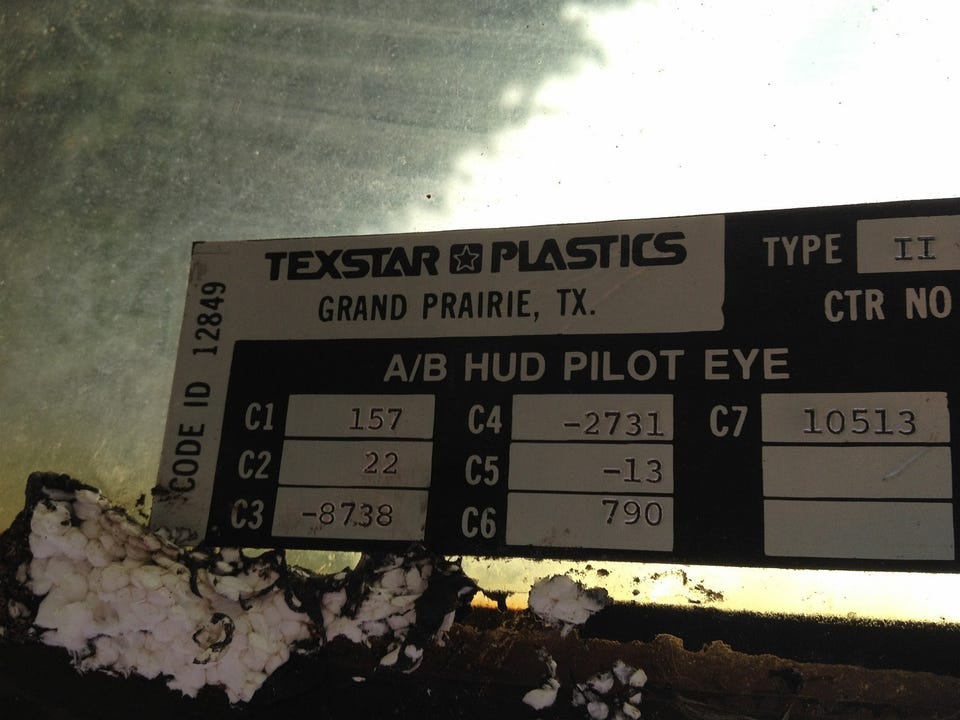 TEXSTAR PLASTICS
GRAND PRAIRIE, TX.
CODE ID 12849
TYPE II
CTR NO
A/B HUD PILOT EYE
C1 157 C4 -2731 C7 10513
C2 22 C5 -13
C3 -8738 C6 790